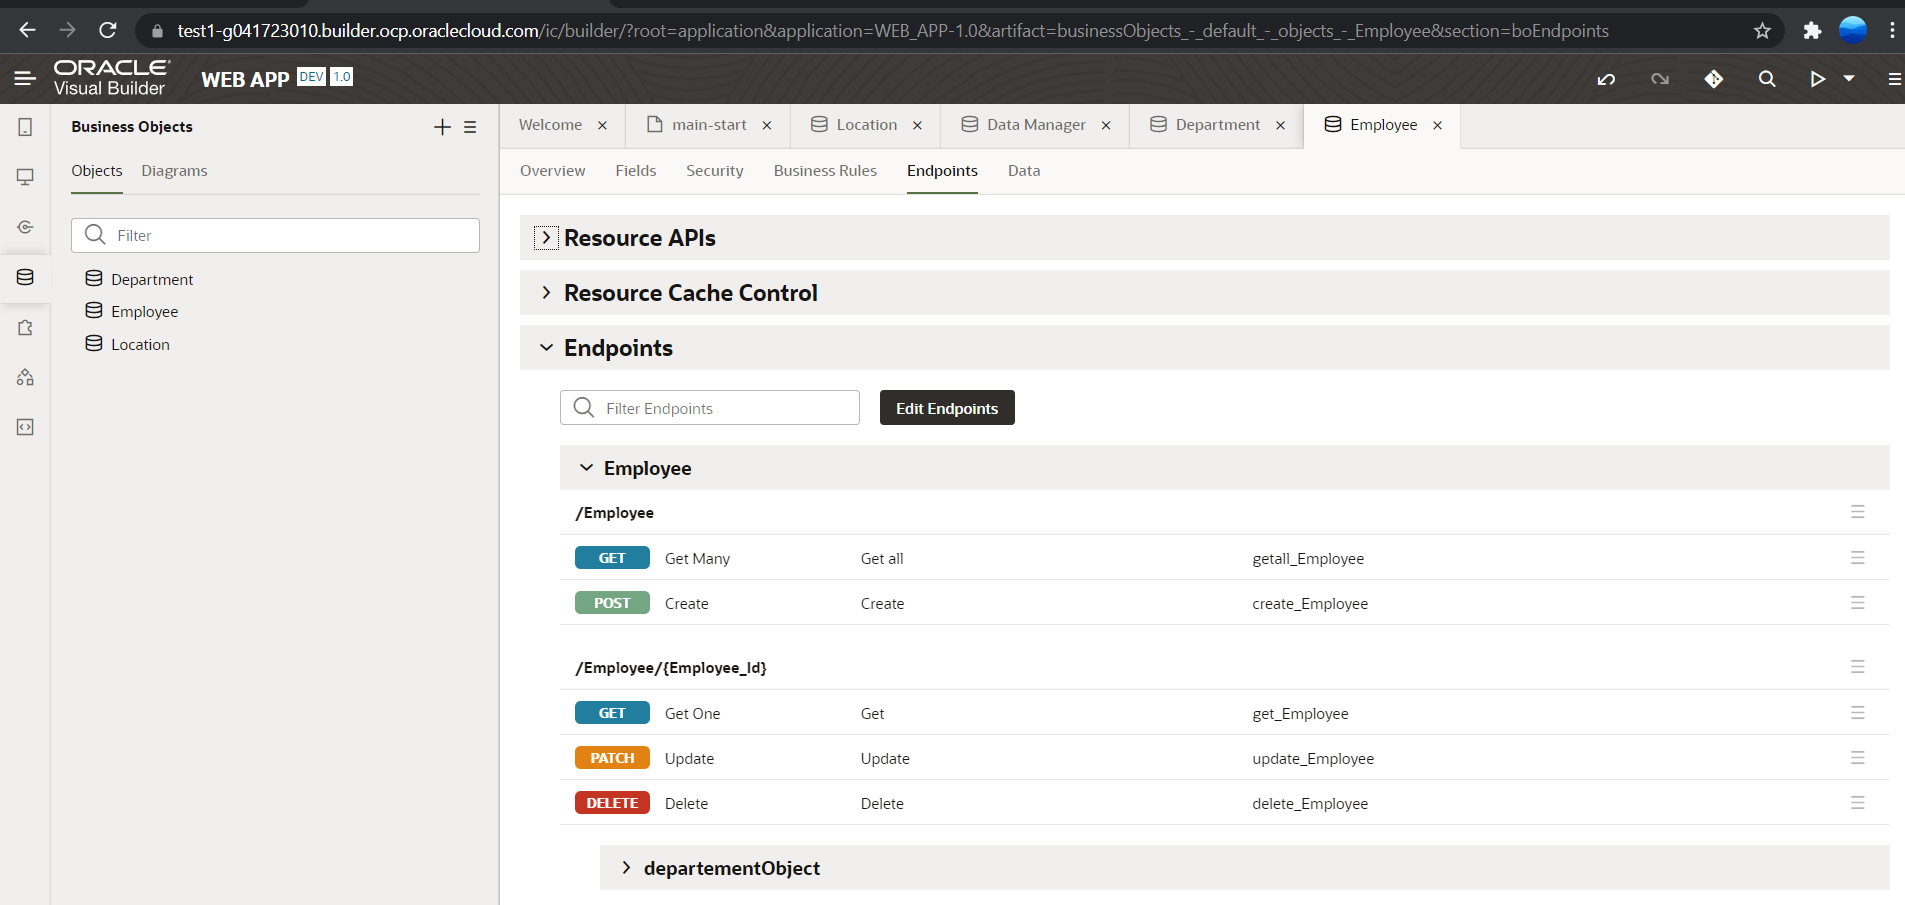 test1-g041723010.builder.ocp.oraclecloud.com/ic/builder/?root=application&application=WEB_APP-1.0&artifact=businessObjects_-_default_-_objects_-_Employee&section=boEndpoints
ORACLE
Visual Builder
WEB APP DEV 1.0
Business Objects
Objects Diagrams
Filter
Department
Employee
Location
Welcome main-start Location Data Manager Department Employee
Overview Fields Security Business Rules Endpoints Data
Resource APIs
Resource Cache Control
Endpoints
Filter Endpoints Edit Endpoints
Employee
/Employee
GET Get Many Get all getall_Employee
POST Create Create create_Employee
/Employee/{Employee_Id}
GET Get One Get get_Employee
PATCH Update Update update_Employee
DELETE Delete Delete delete_Employee
departementObject